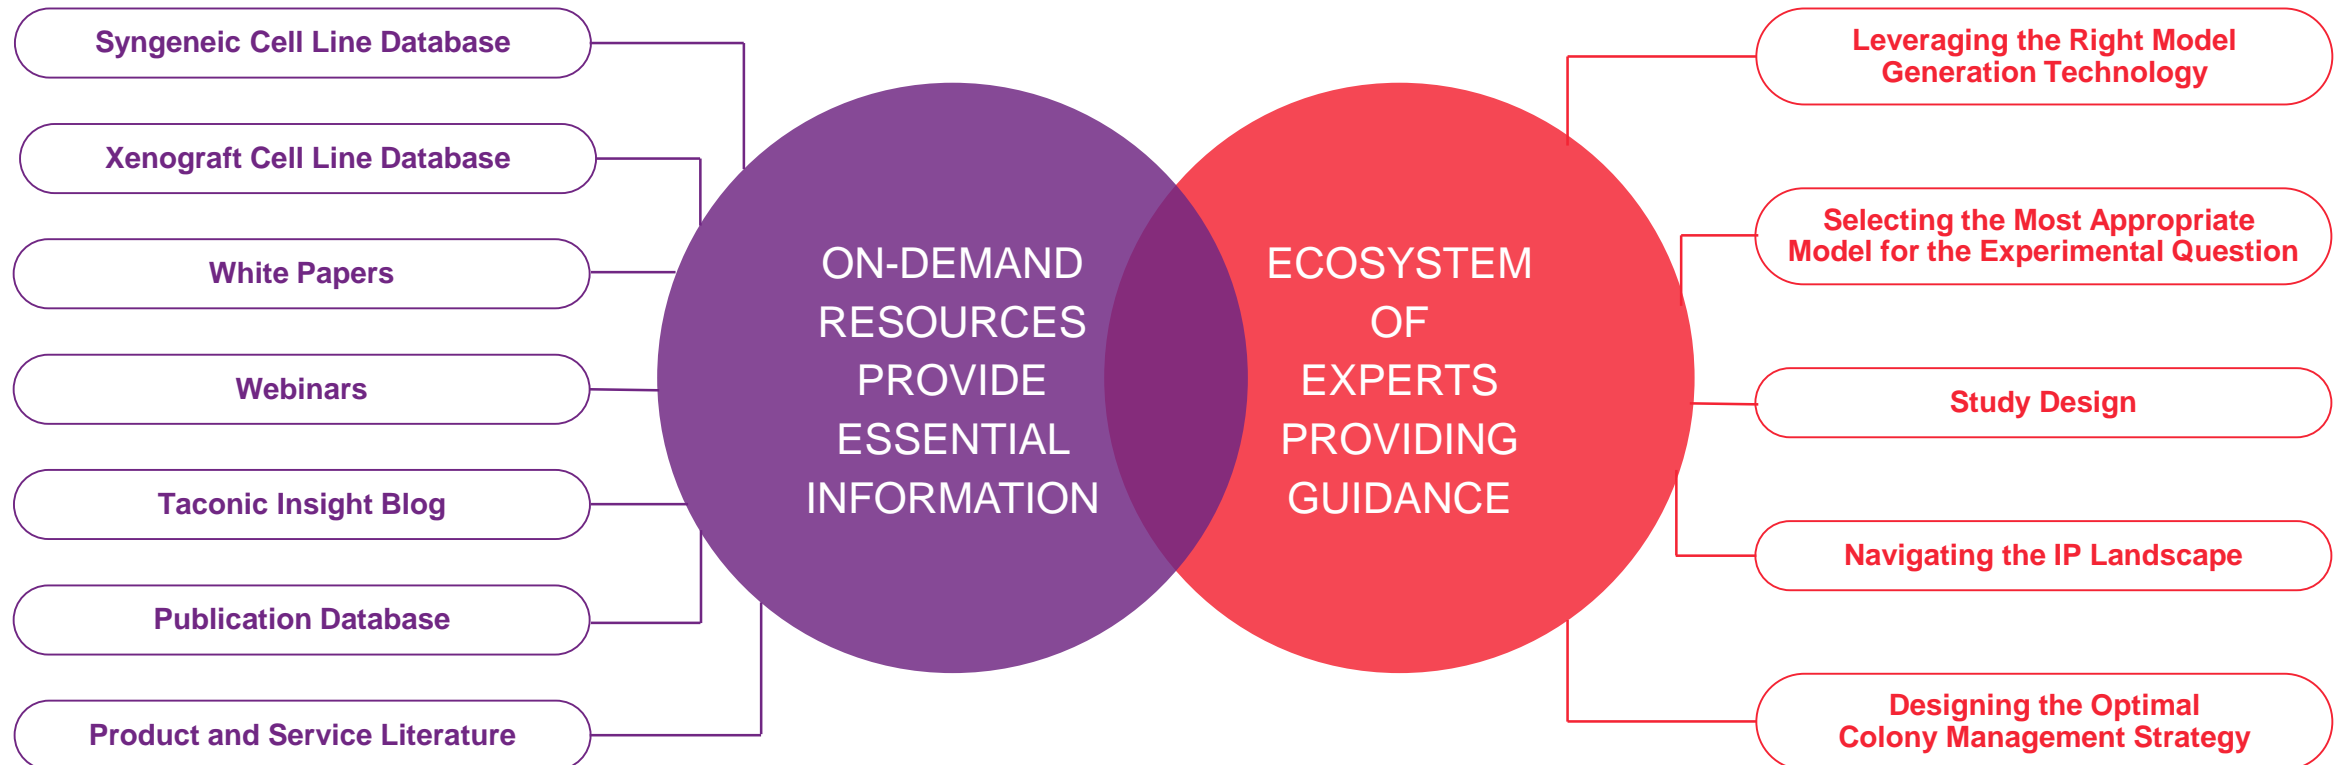 Syngeneic Cell Line Database
Xenograft Cell Line Database
White Papers
Webinars
Taconic Insight Blog
Publication Database
Product and Service Literature
ON-DEMAND
RESOURCES
PROVIDE
ESSENTIAL
INFORMATION
ECOSYSTEM
OF
EXPERTS
PROVIDING
GUIDANCE
Leveraging the Right Model
Generation Technology
Selecting the Most Appropriate
Model for the Experimental Question
Study Design
Navigating the IP Landscape
Designing the Optimal
Colony Management Strategy